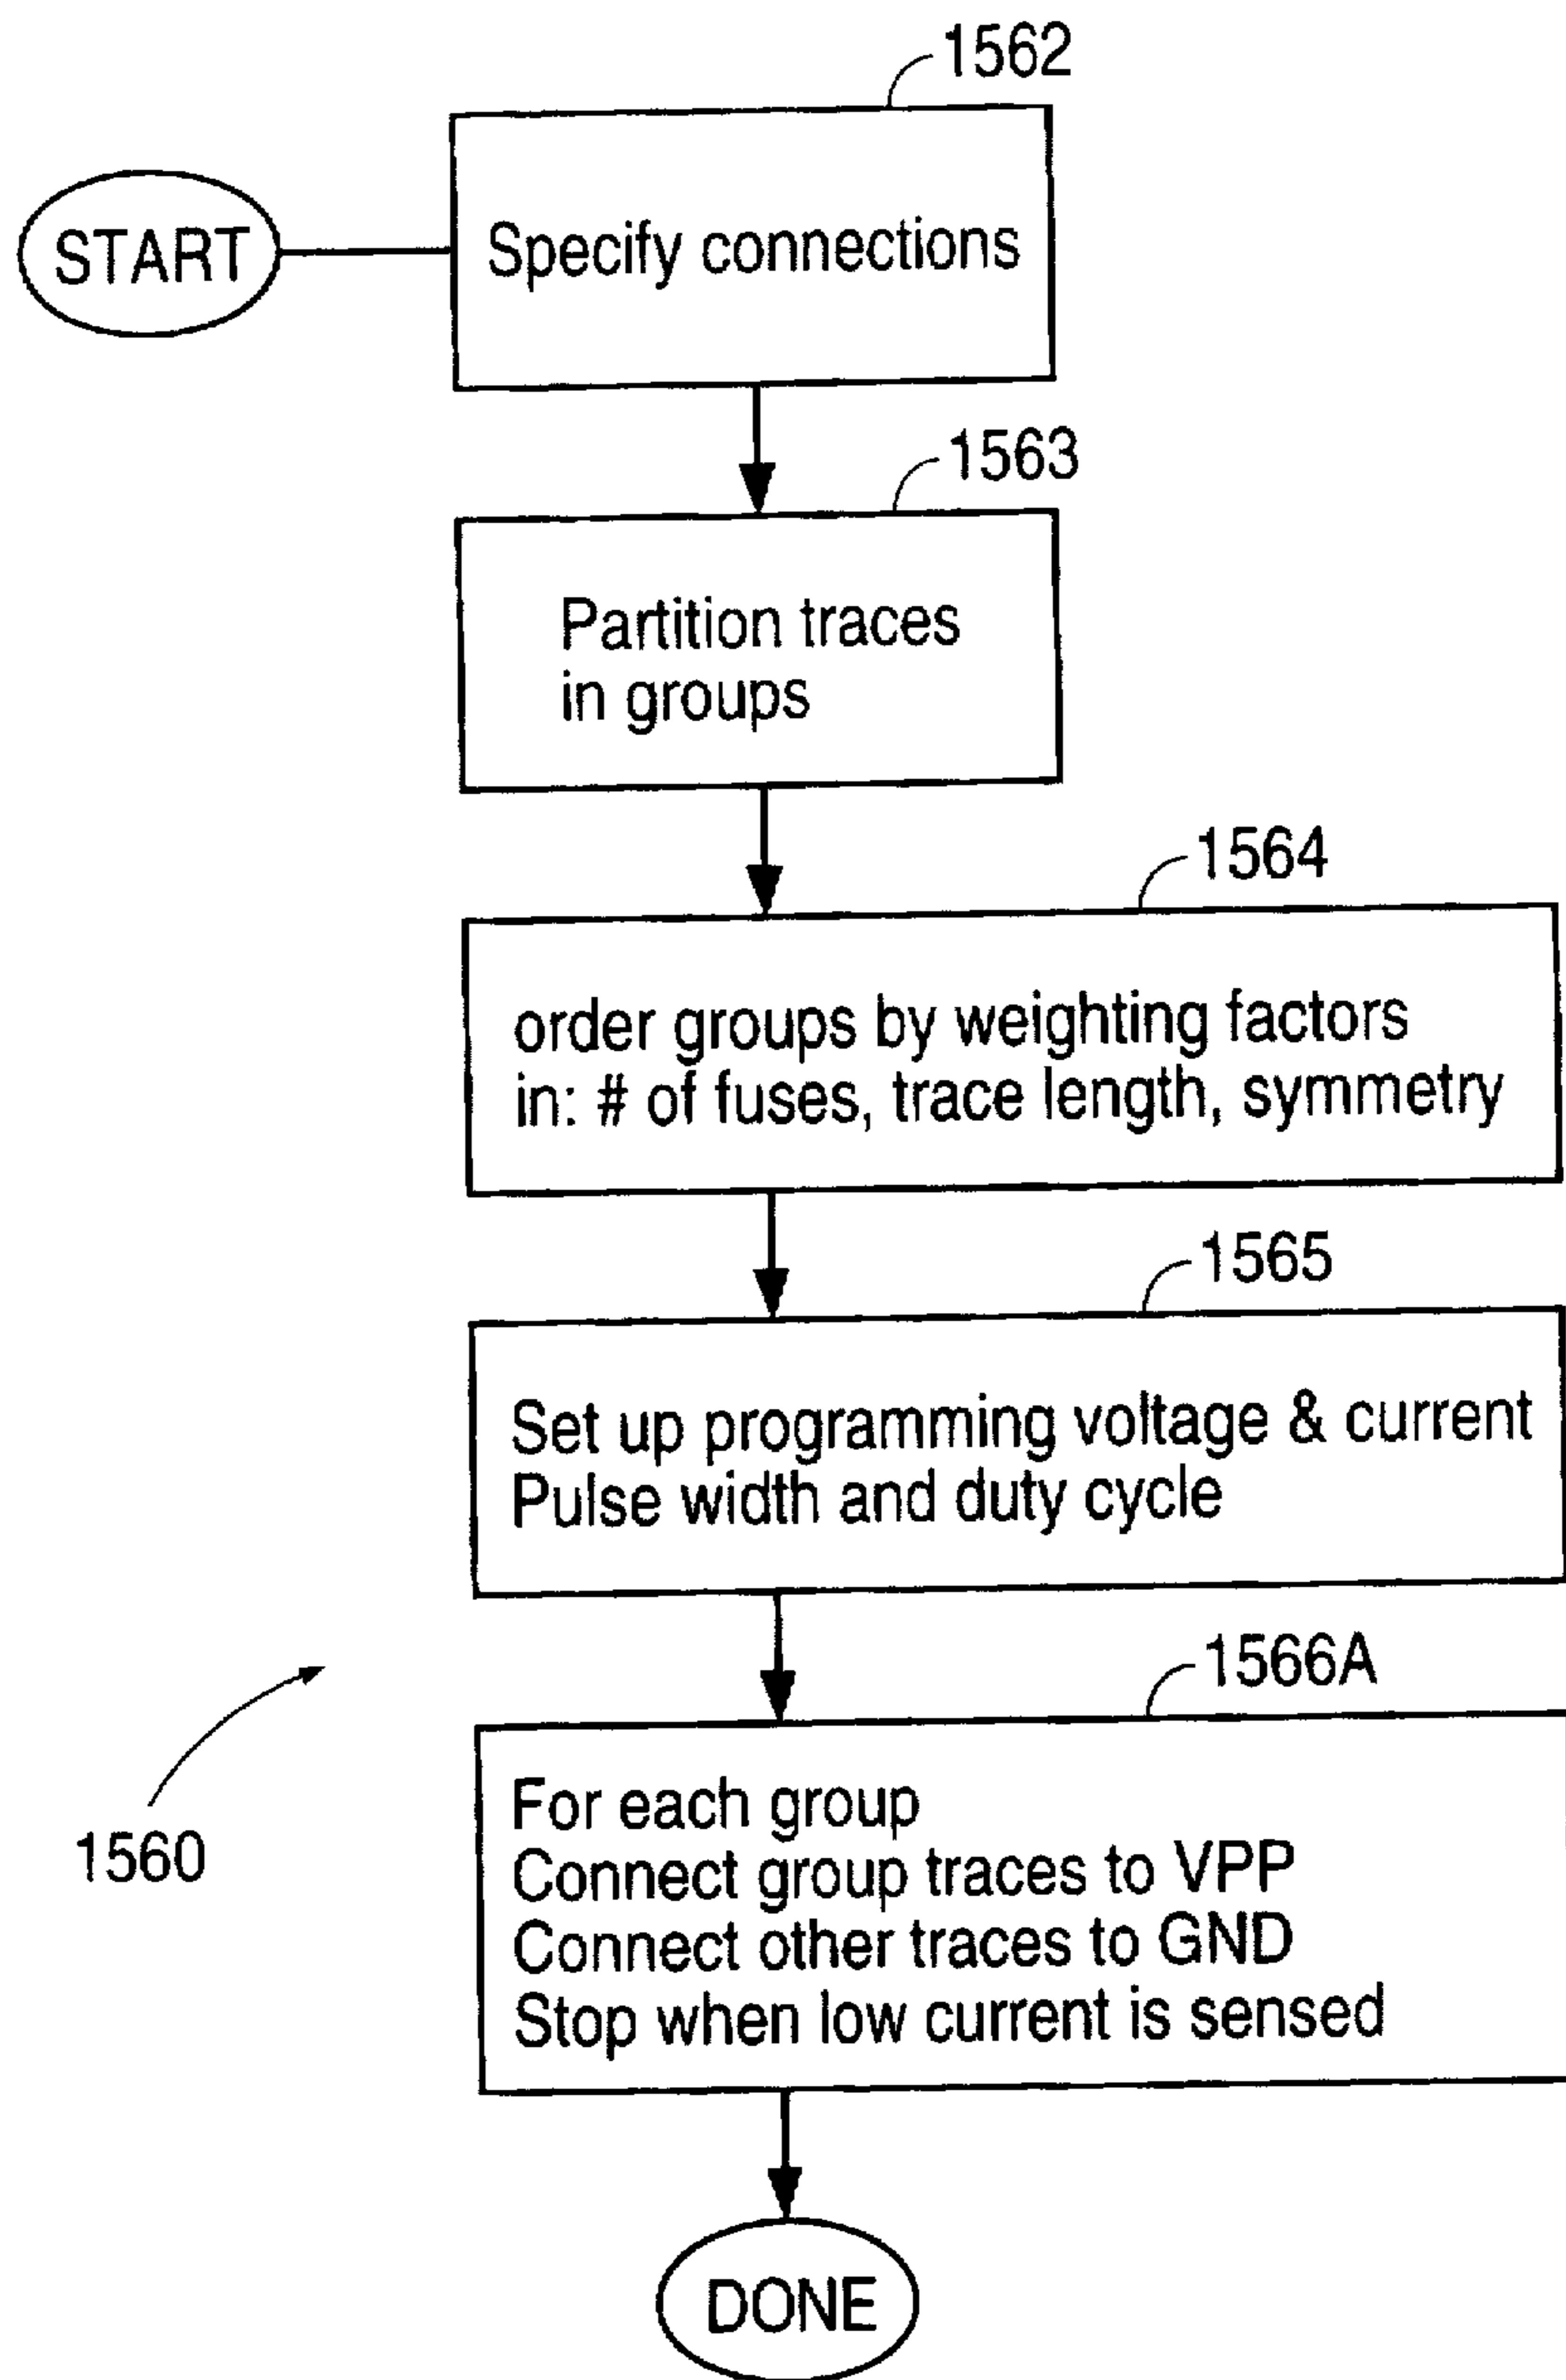 1562
START
Specify connections
1563
Partition traces
in groups
1564
order groups by weighting factors
in: # of fuses, trace length, symmetry
1565
Set up programming voltage & current
Pulse width and duty cycle
1566A
1560
For each group
Connect group traces to VPP
Connect other traces to GND
Stop when low current is sensed
DONE